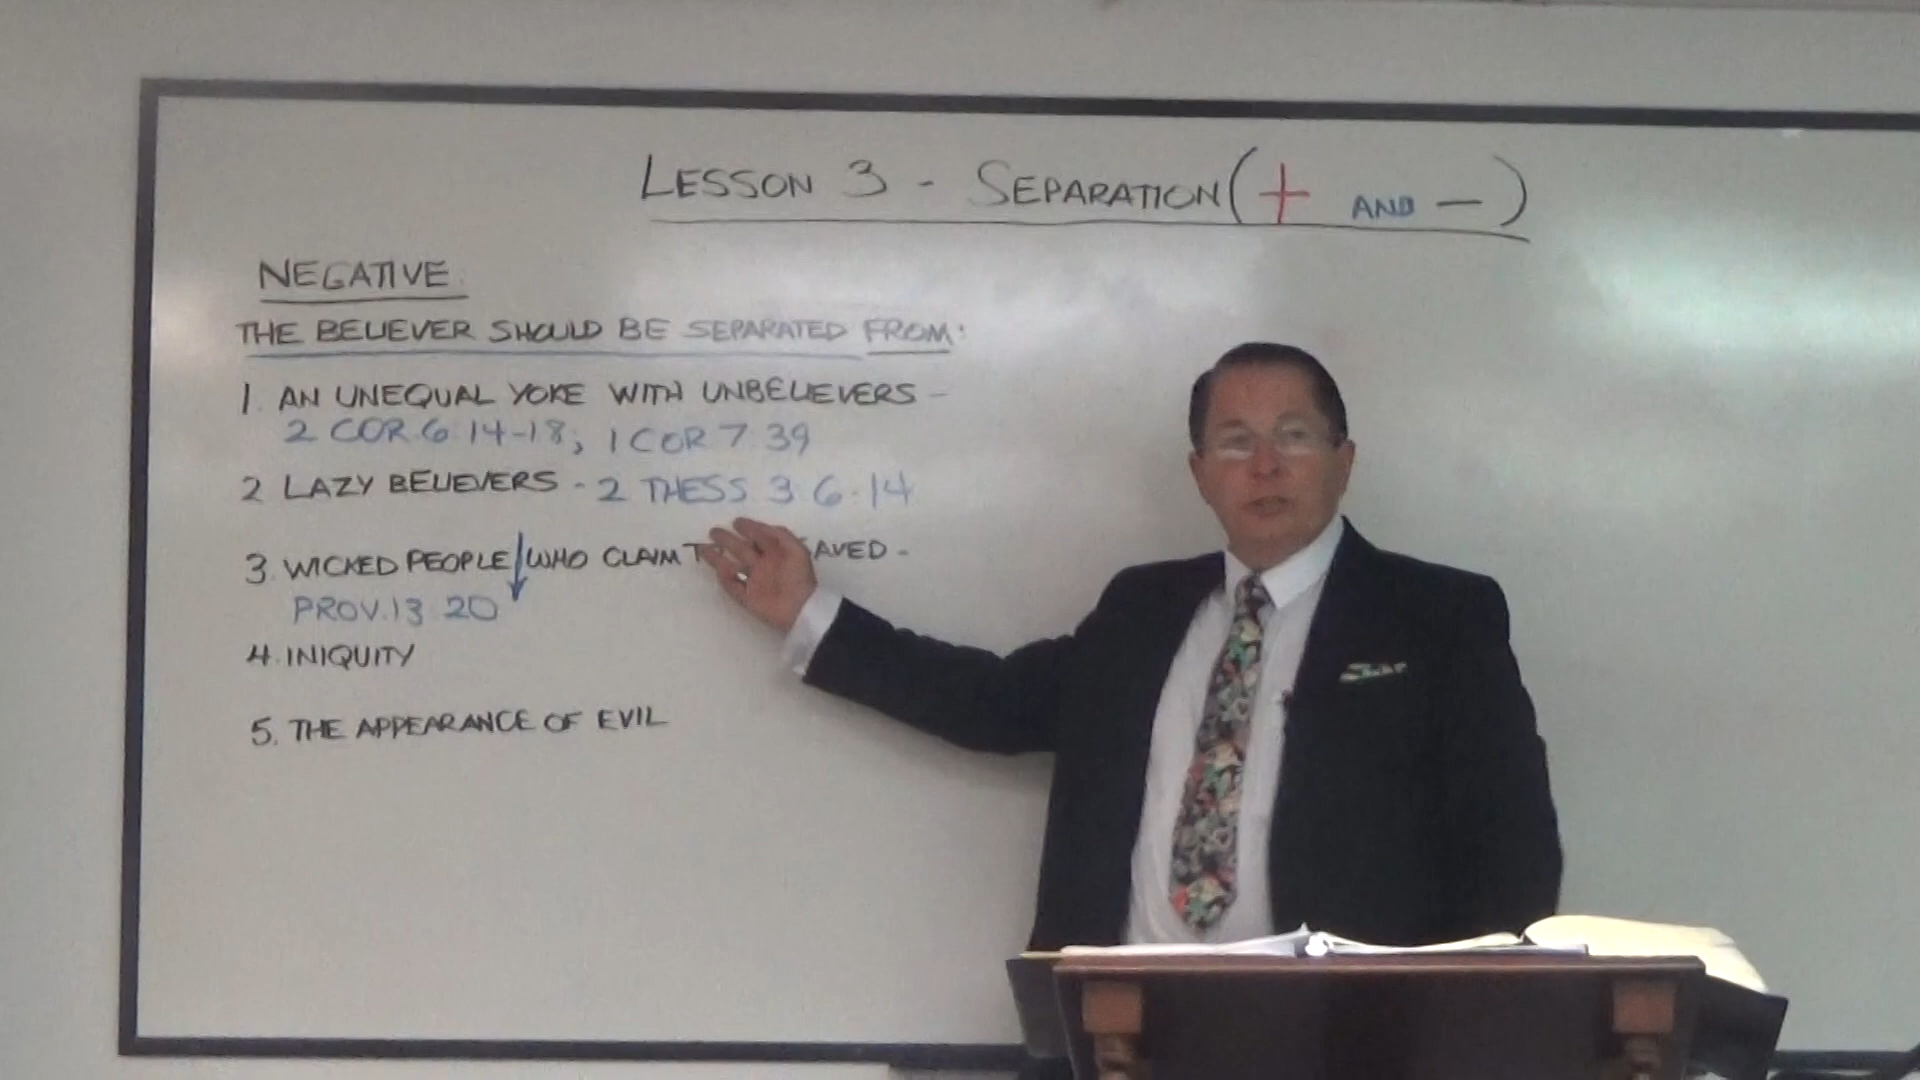 LESSON 3 - SEPARATION (+ AND -)
NEGATIVE:
THE BELIEVER SHOULD BE SEPARATED FROM:
1. AN UNEQUAL YOKE WITH UNBELIEVERS -
2 COR. 6:14-18; 1 COR 7:39
2 LAZY BELIEVERS - 2 THESS 3:6-14
3. WICKED PEOPLE WHO CLAIM AVED -
PROV. 13:20
4. INIQUITY
5. THE APPEARANCE OF EVIL